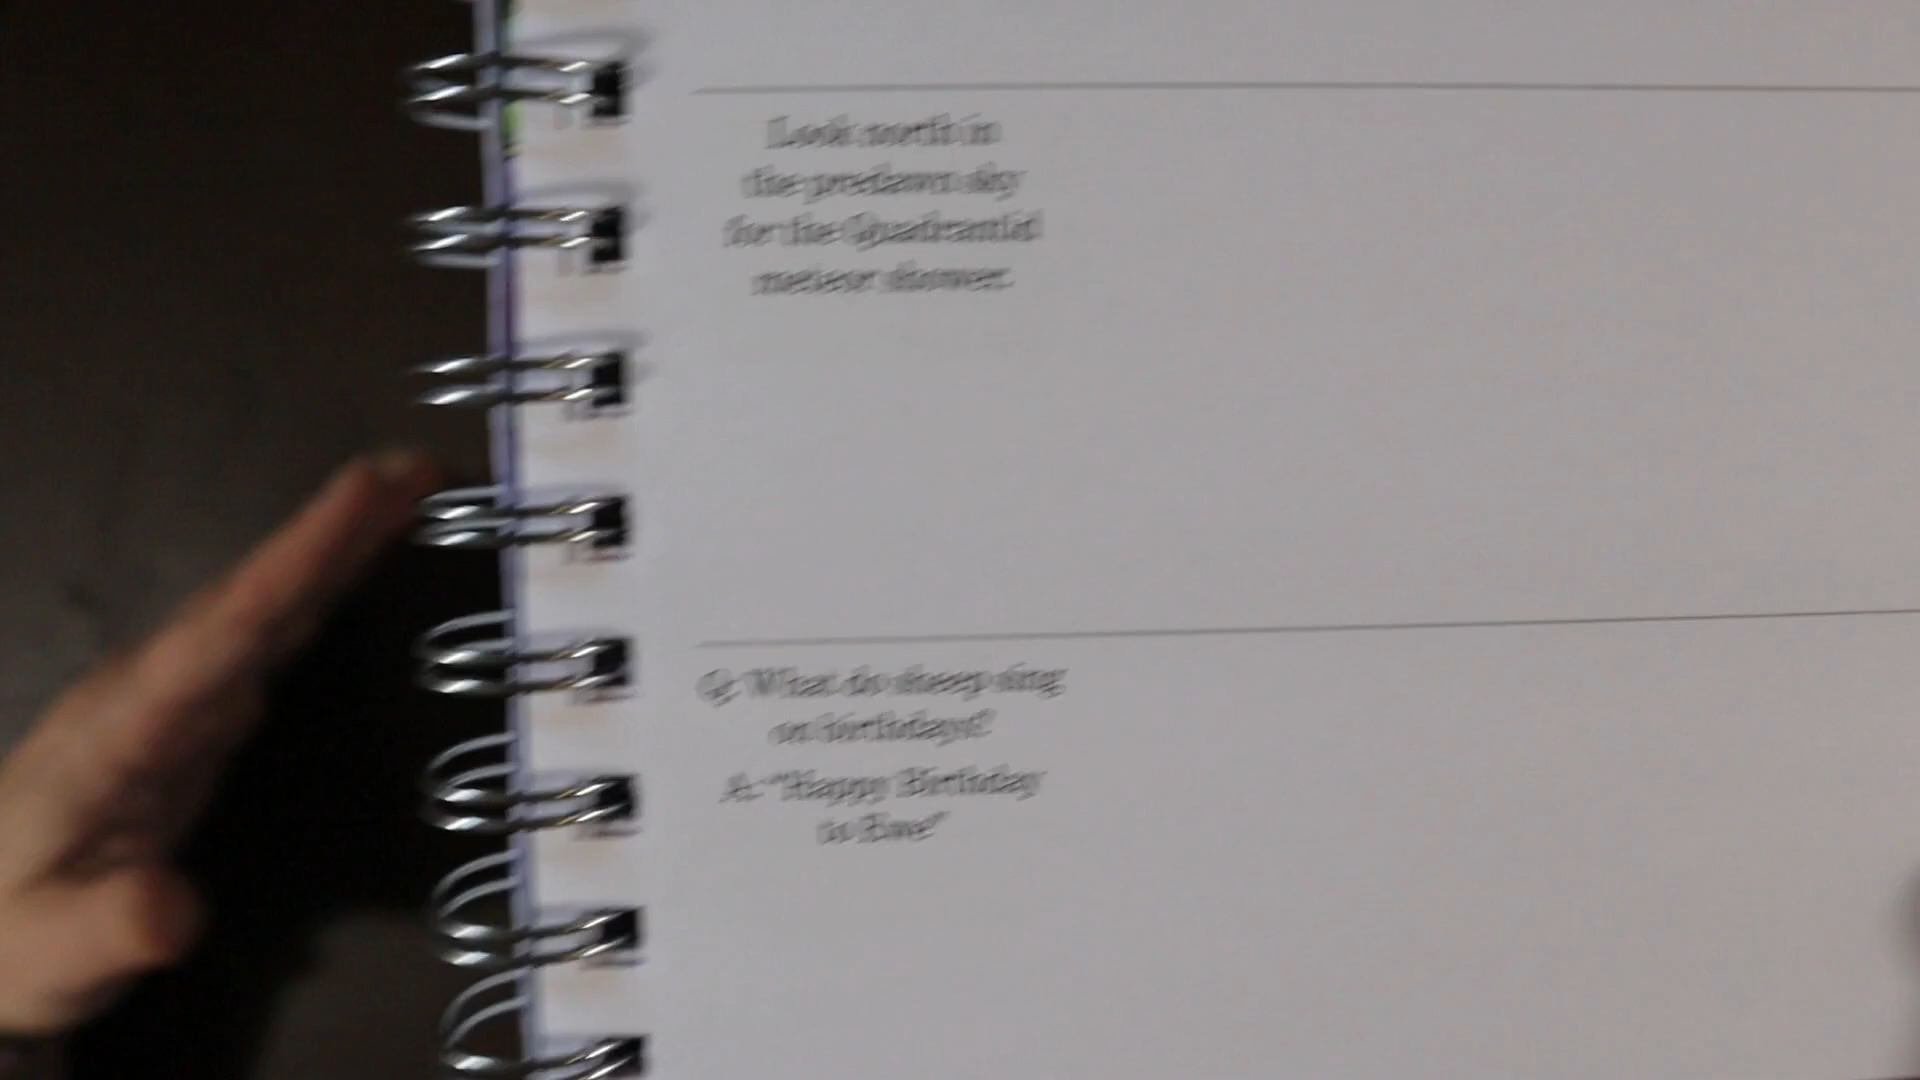 Look north in
the predawn sky
for the Quadrantid
meteor shower.
Q: What do sheep sing
on birthdays?
A: "Happy Birthday
to Ewe!"